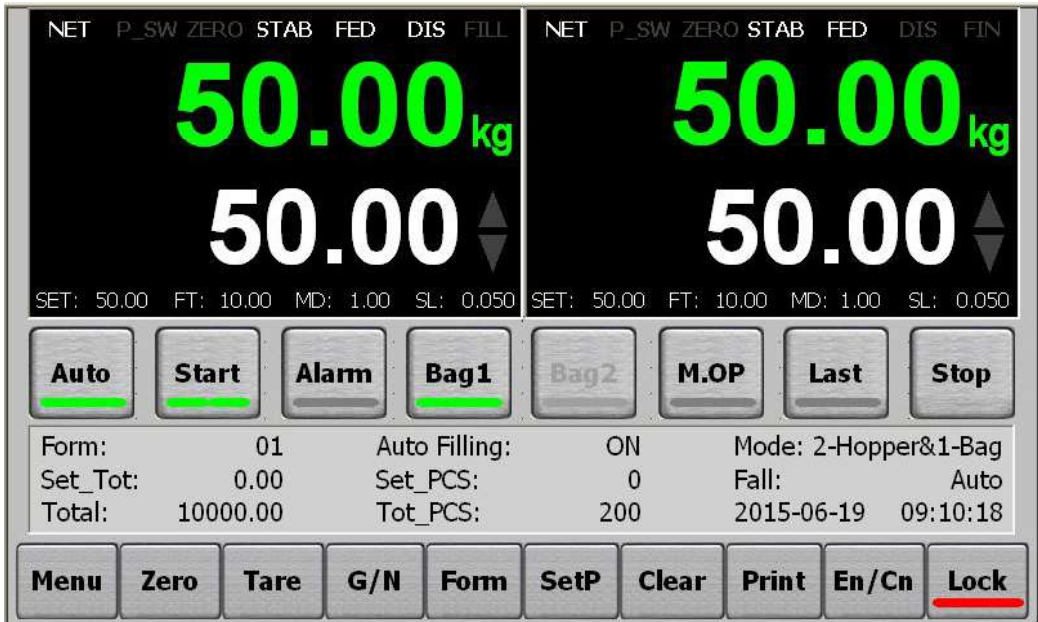 NET P_SW ZERO STAB FED DIS FILL
50.00 kg
50.00
SET: 50.00 FT: 10.00 MD: 1.00 SL: 0.050
NET P_SW ZERO STAB FED DIS FIN
50.00 kg
50.00
SET: 50.00 FT: 10.00 MD: 1.00 SL: 0.050
Auto Start Alarm Bag1 Bag2 M.OP Last Stop
Form: 01 Auto Filling: ON Mode: 2-Hopper&1-Bag
Set_Tot: 0.00 Set_PCS: 0 Fall: Auto
Total: 10000.00 Tot_PCS: 200 2015-06-19 09:10:18
Menu Zero Tare G/N Form SetP Clear Print En/Cn Lock